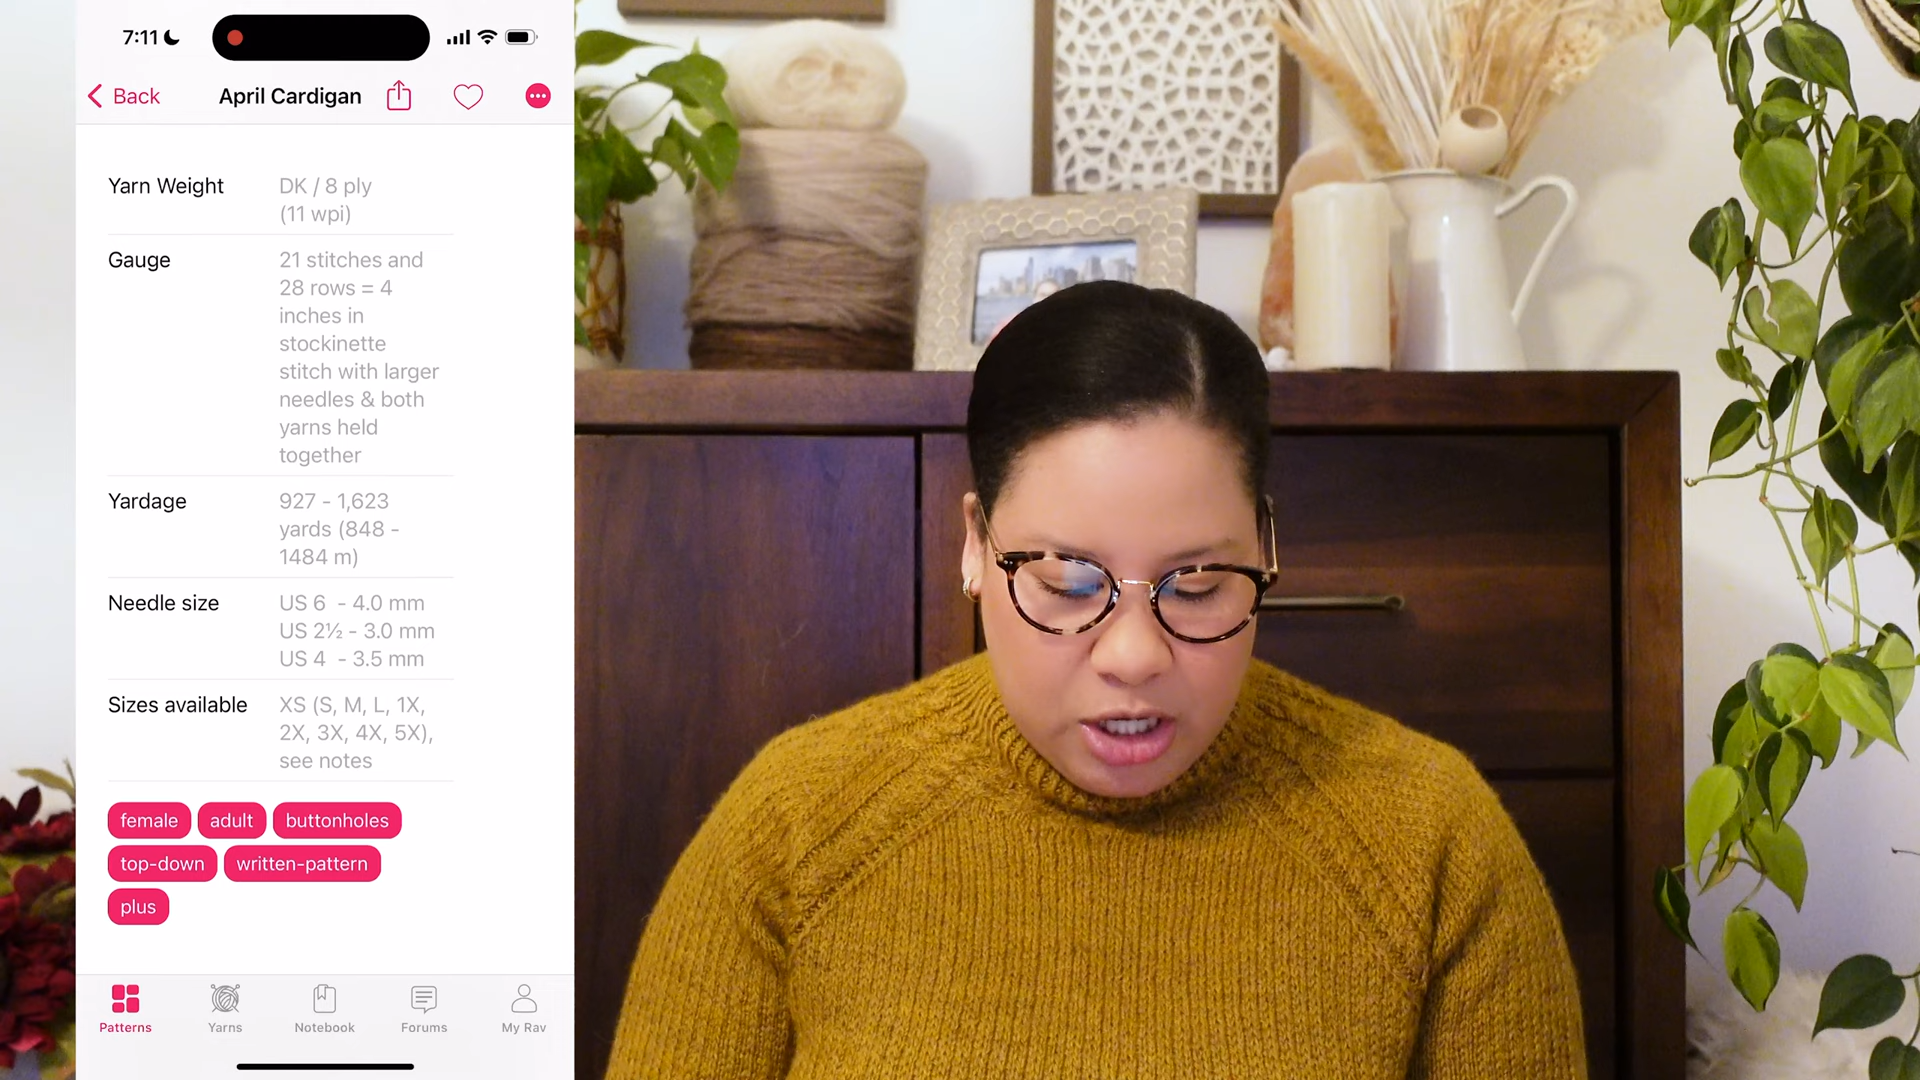 7:11
Back
April Cardigan
Yarn Weight
DK / 8 ply
(11 wpi)
Gauge
21 stitches and
28 rows = 4
inches in
stockinette
stitch with larger
needles & both
yarns held
together
Yardage
927 - 1,623
yards (848 -
1484 m)
Needle size
US 6 - 4.0 mm
US 2½ - 3.0 mm
US 4 - 3.5 mm
Sizes available
XS (S, M, L, 1X,
2X, 3X, 4X, 5X),
see notes
female adult buttonholes
top-down written-pattern
plus
Patterns Yarns Notebook Forums My Rav